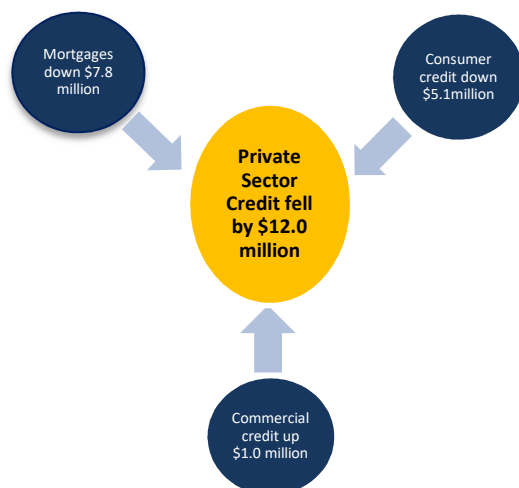 Mortgages
down $7.8
million
Consumer
credit down
$5.1million
Private
Sector
Credit fell
by $12.0
million
Commercial
credit up
$1.0 million